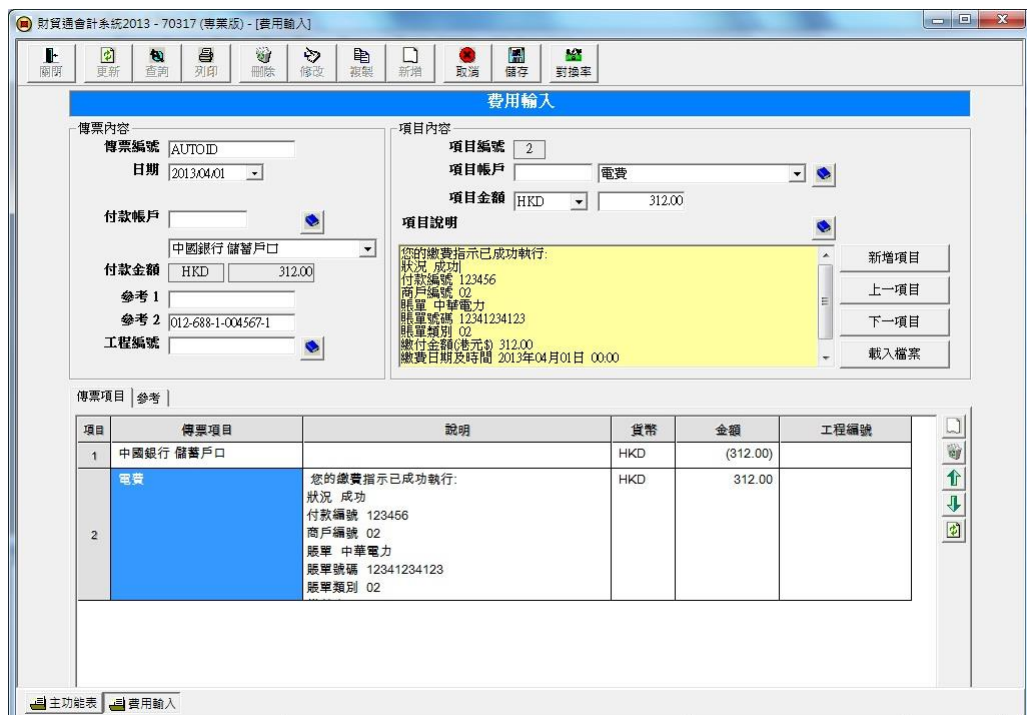 財貿通會計系統2013 - 70317 (專業版) - [費用輸入]
關閉 更新 查詢 列印 刪除 修改 複製 新增 取消 儲存 對換率
費用輸入
傳票內容
傳票編號 AUTOID
日期 2013/04/01
付款帳戶
中國銀行 儲蓄戶口
付款金額 HKD 312.00
參考 1
參考 2 012-688-1-004567-1
工程編號
項目內容
項目編號 2
項目帳戶 電費
項目金額 HKD 312.00
項目說明
您的繳費指示已成功執行:
狀況 成功
付款編號 123456
商戶編號 02
賬單 中華電力
賬單號碼 12341234123
賬單類別 02
繳付金額(港元$) 312.00
繳費日期及時間 2013年04月01日 00:00
新增項目
上一項目
下一項目
載入檔案
傳票項目 參考
項目 傳票項目 說明 貨幣 金額 工程編號
1 中國銀行 儲蓄戶口 HKD (312.00)
2 電費 您的繳費指示已成功執行: HKD 312.00
狀況 成功
付款編號 123456
商戶編號 02
賬單 中華電力
賬單號碼 12341234123
賬單類別 02
主功能表 費用輸入